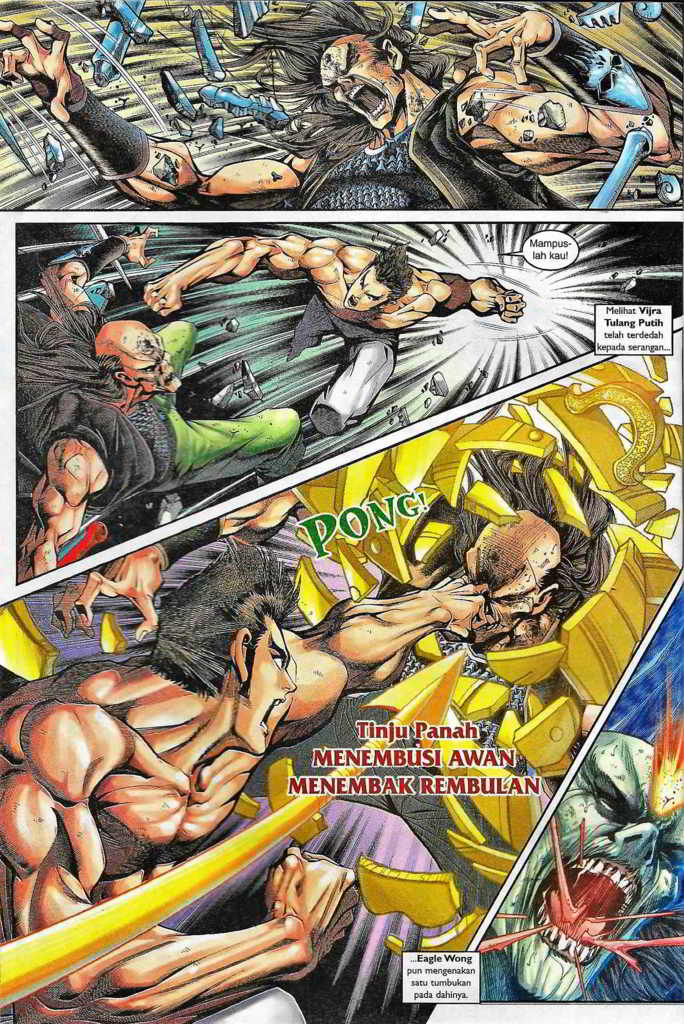 Mampus-
lah kau!
Melihat Vijra
Tulang Putih
telah terdedah
kepada serangan...
PONG!
Tinju Panah
MENEMBUSI AWAN
MENEMBAK REMBULAN
...Eagle Wong
pun mengenakan
satu tumbukan
pada dahinya.